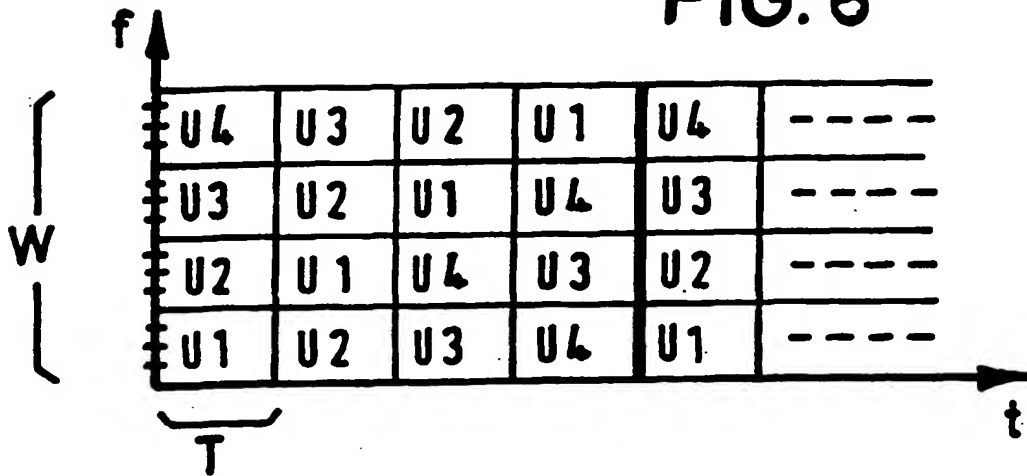 FIG. 6
f
U4 U3 U2 U1 U4 -----
U3 U2 U1 U4 U3 -----
W
U2 U1 U4 U3 U2 -----
U1 U2 U3 U4 U1 -----
t
T